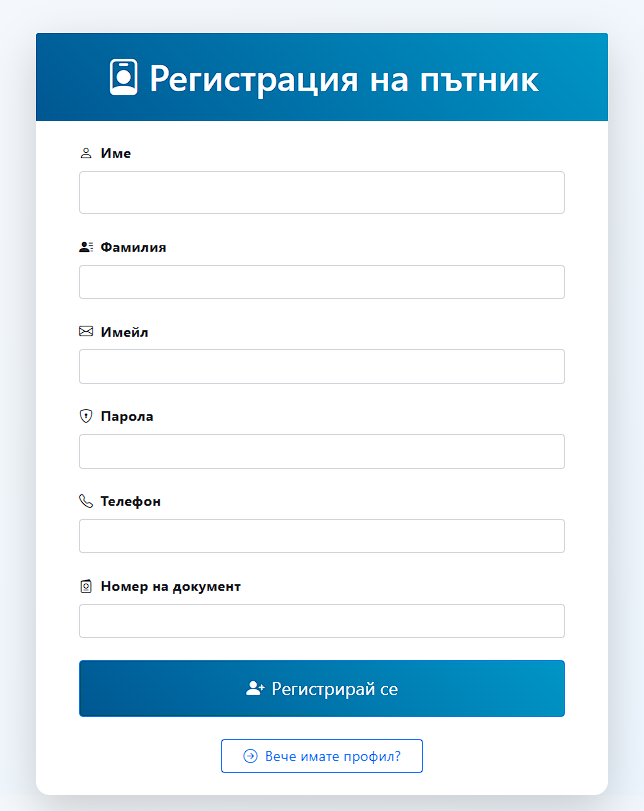 Регистрация на пътник
Име
Фамилия
Имейл
Парола
Телефон
Номер на документ
Регистрирай се
Вече имате профил?